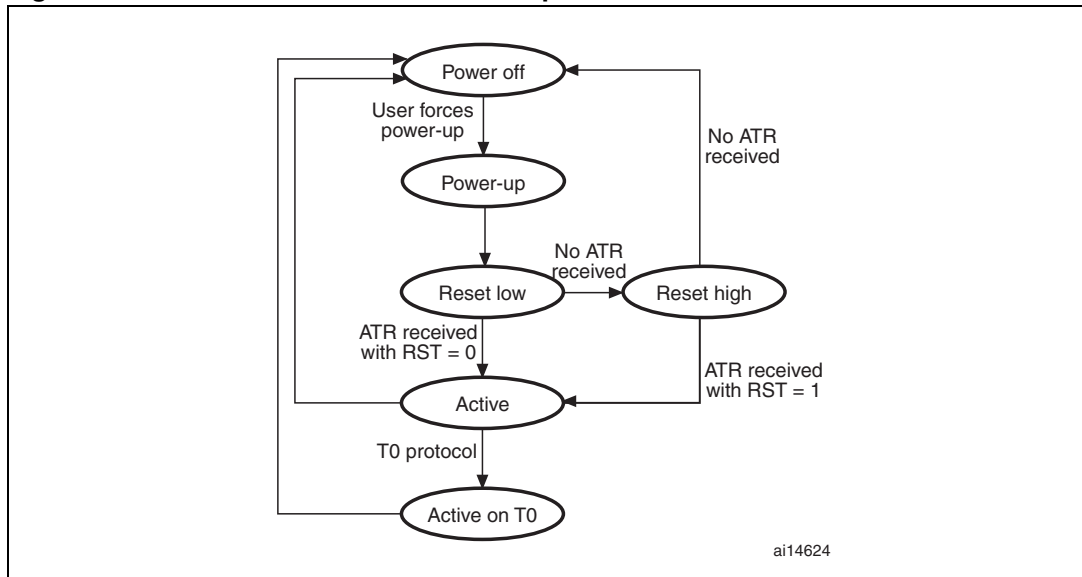 Power off
User forces
power-up
No ATR
received
Power-up
No ATR
received
Reset low
Reset high
ATR received
with RST = 0
ATR received
with RST = 1
Active
T0 protocol
Active on T0
ai14624